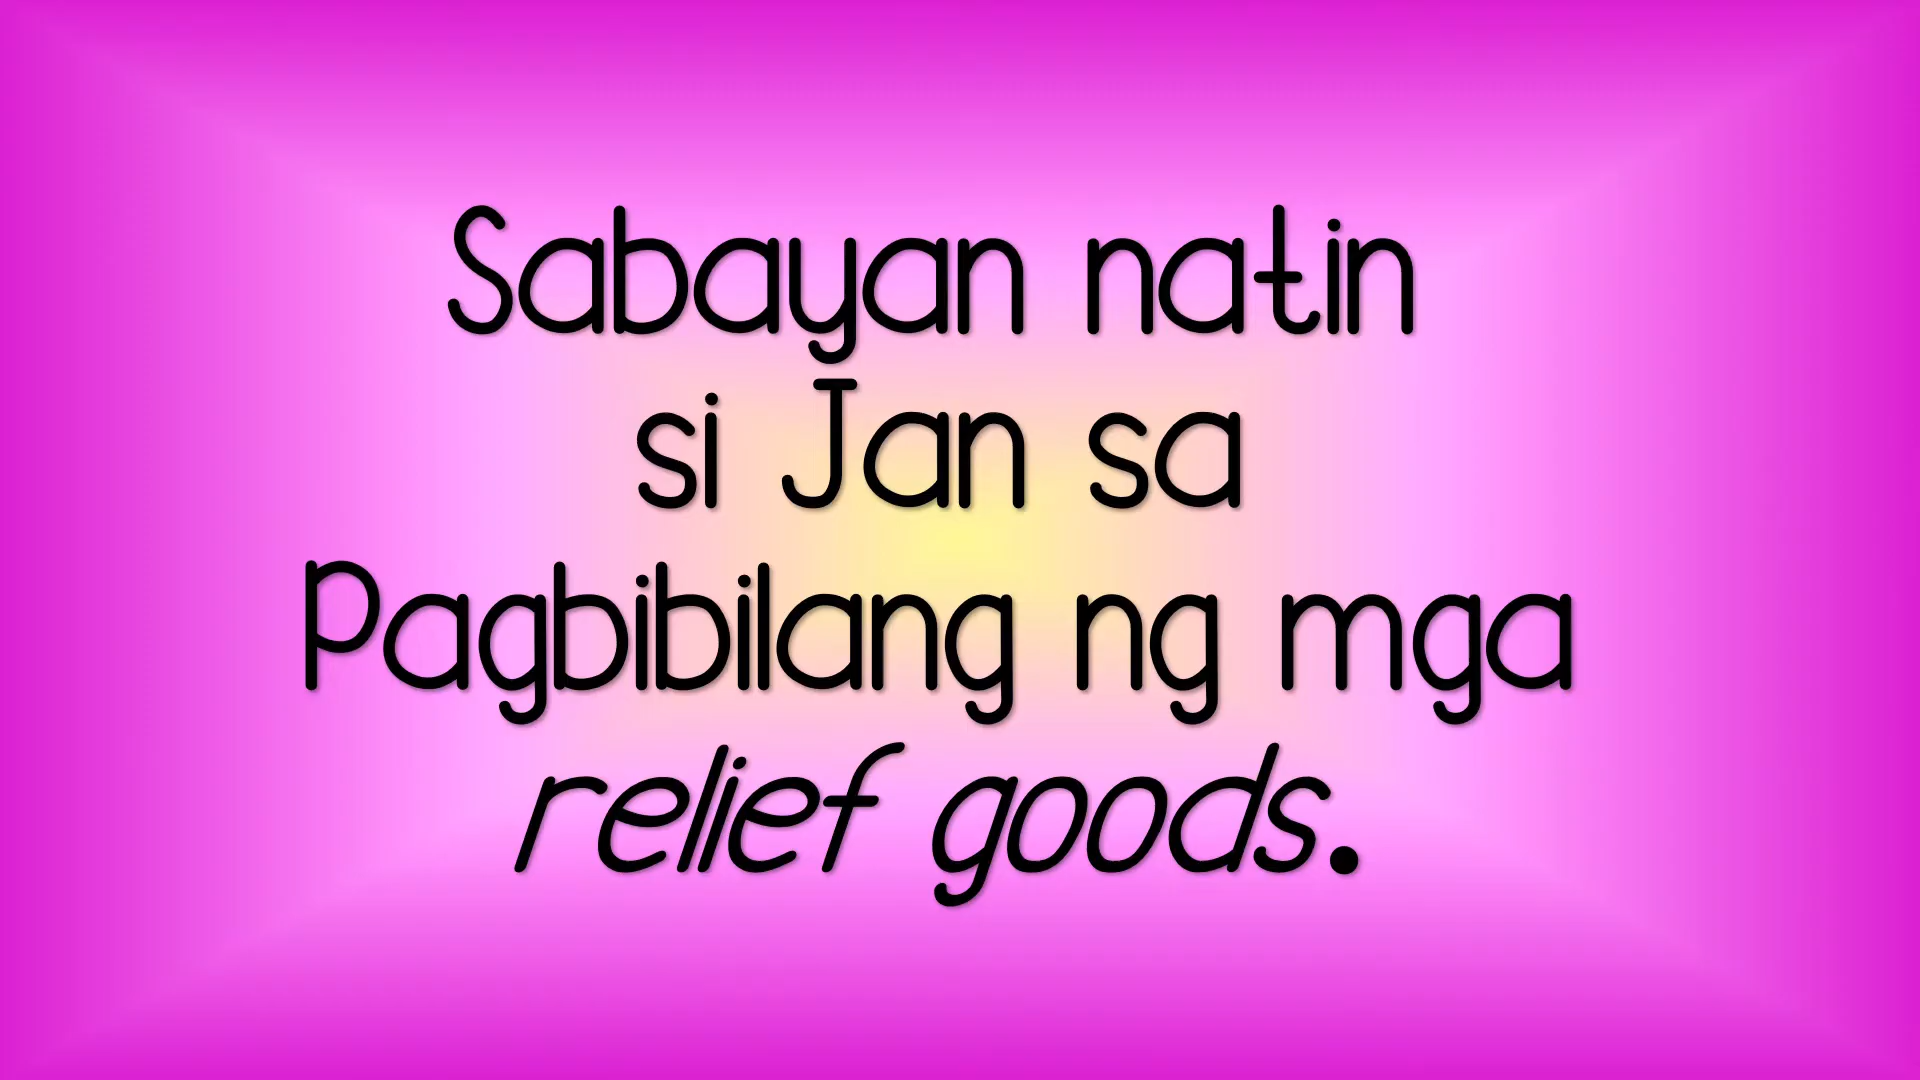 Sabayan natin
si Jan sa
Pagbibilang ng mga
relief goods.